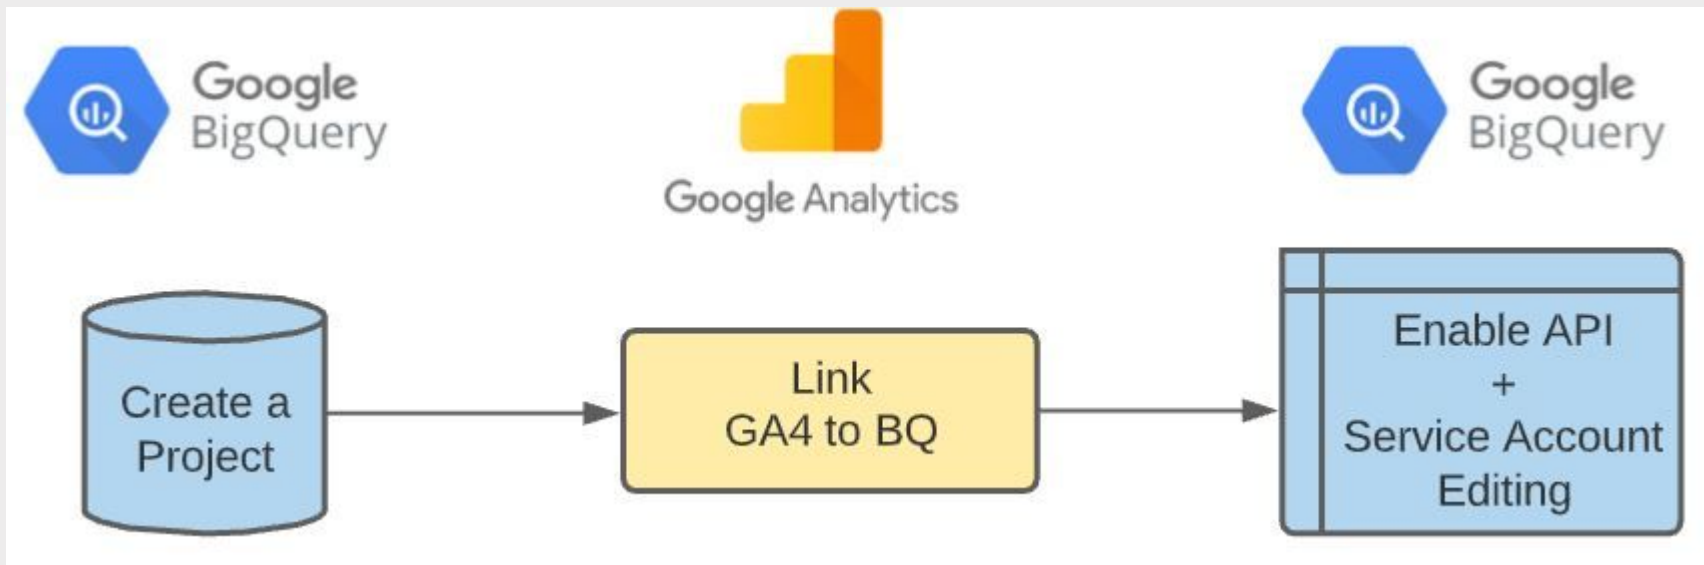 Google
BigQuery
Google Analytics
Google
BigQuery
Create a
Project
Link
GA4 to BQ
Enable API
+
Service Account
Editing